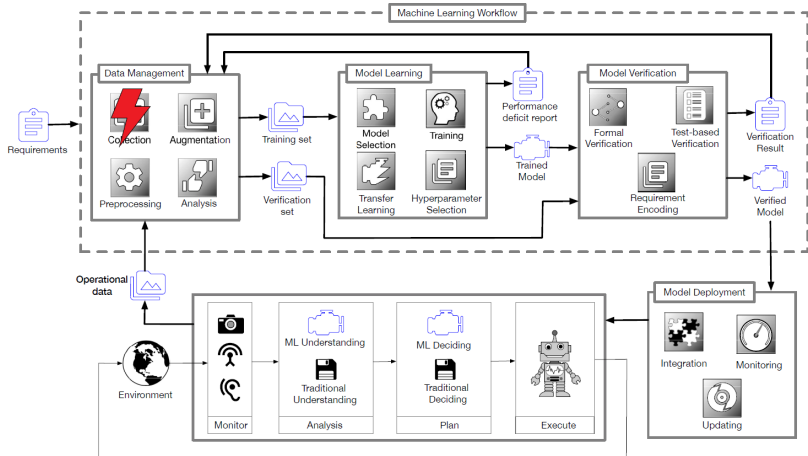 Machine Learning Workflow
Data Management
Collection
Augmentation
Preprocessing
Analysis
Requirements
Training set
Verification
set
Model Learning
Model
Selection
Training
Transfer
Learning
Hyperparameter
Selection
Performance
deficit report
Trained
Model
Model Verification
Formal
Verification
Test-based
Verification
Requirement
Encoding
Verification
Result
Verified
Model
Operational
data
Environment
Monitor
ML Understanding
Traditional
Understanding
Analysis
ML Deciding
Traditional
Deciding
Plan
Execute
Model Deployment
Integration
Monitoring
Updating